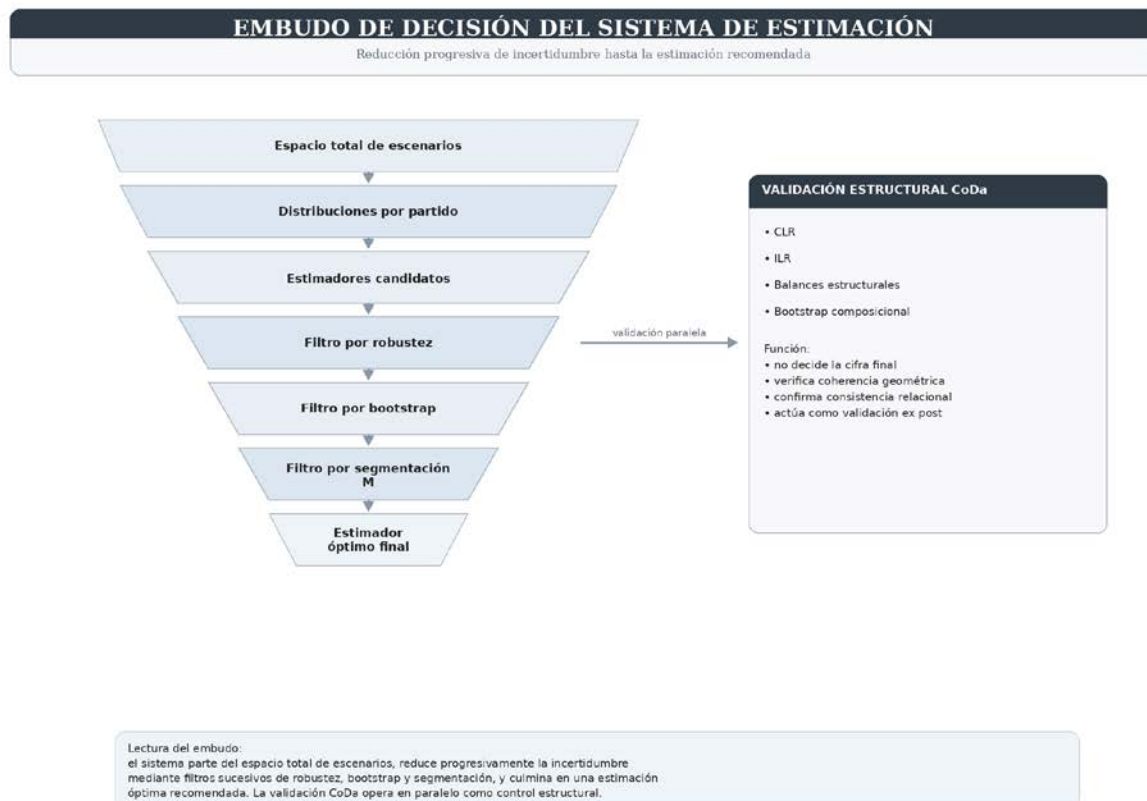 EMBUDO DE DECISIÓN DEL SISTEMA DE ESTIMACIÓN
Reducción progresiva de incertidumbre hasta la estimación recomendada
Espacio total de escenarios
Distribuciones por partido
Estimadores candidatos
Filtro por robustez
Filtro por bootstrap
Filtro por segmentación
M
Estimador
óptimo final
validación paralela
VALIDACIÓN ESTRUCTURAL CoDa
• CLR
• ILR
• Balances estructurales
• Bootstrap composicional
Función:
• no decide la cifra final
• verifica coherencia geométrica
• confirma consistencia relacional
• actúa como validación ex post
Lectura del embudo:
el sistema parte del espacio total de escenarios, reduce progresivamente la incertidumbre
mediante filtros sucesivos de robustez, bootstrap y segmentación, y culmina en una estimación
óptima recomendada. La validación CoDa opera en paralelo como control estructural.